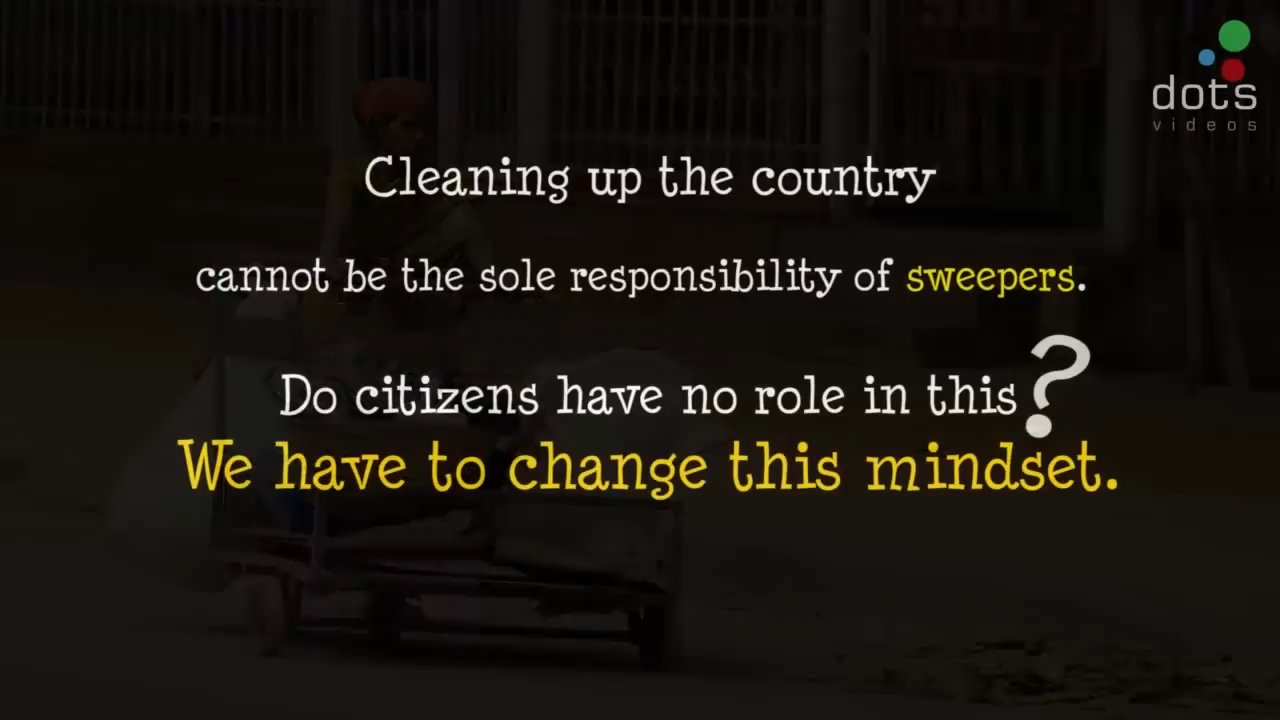 dots
videos
Cleaning up the country
cannot be the sole responsibility of sweepers.
Do citizens have no role in this?
We have to change this mindset.